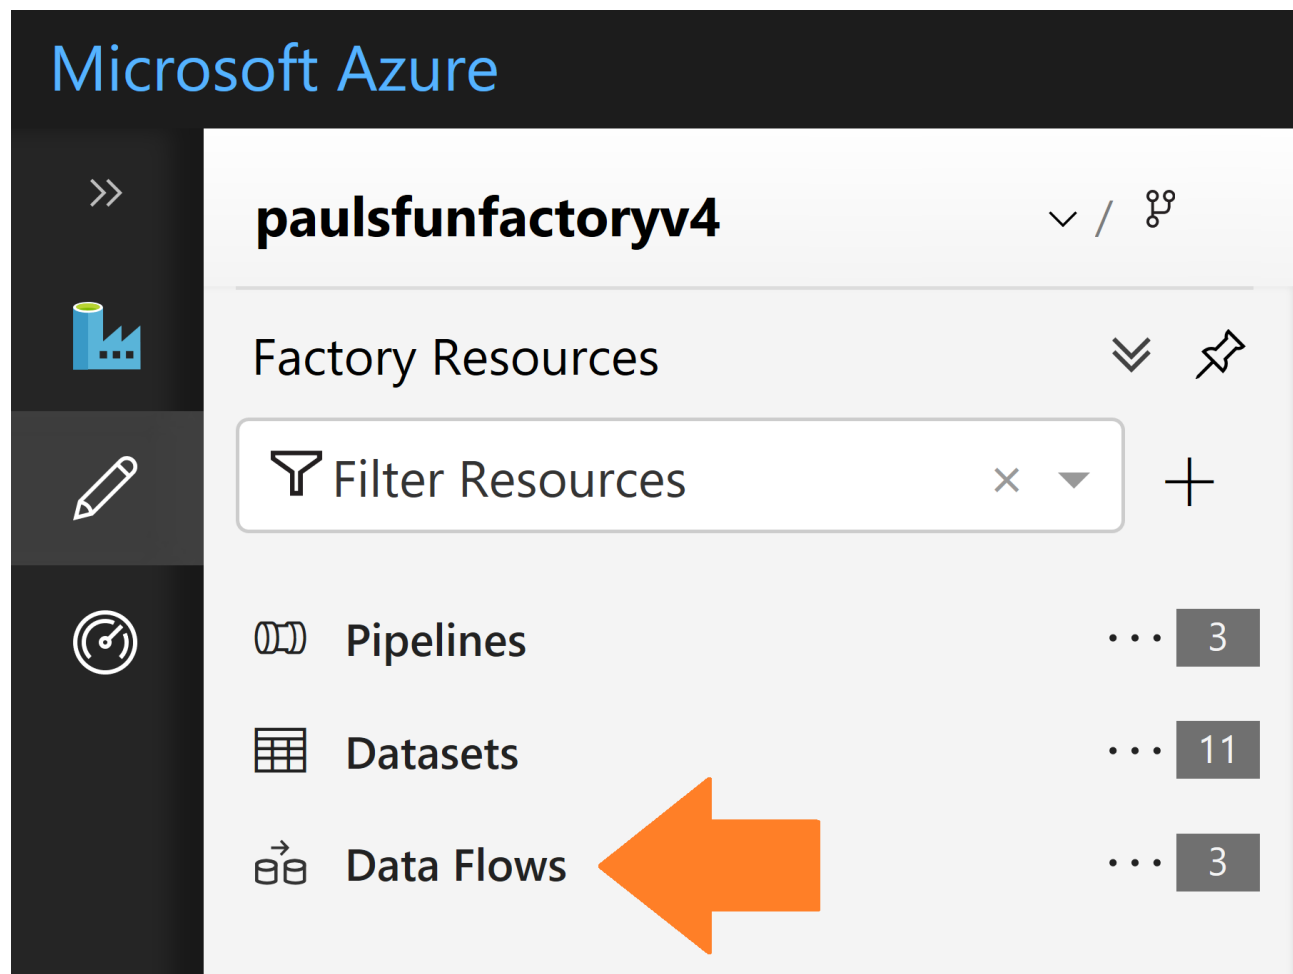 Microsoft Azure
paulsfunfactoryv4 /
Factory Resources
Filter Resources
Pipelines ... 3
Datasets ... 11
Data Flows ... 3